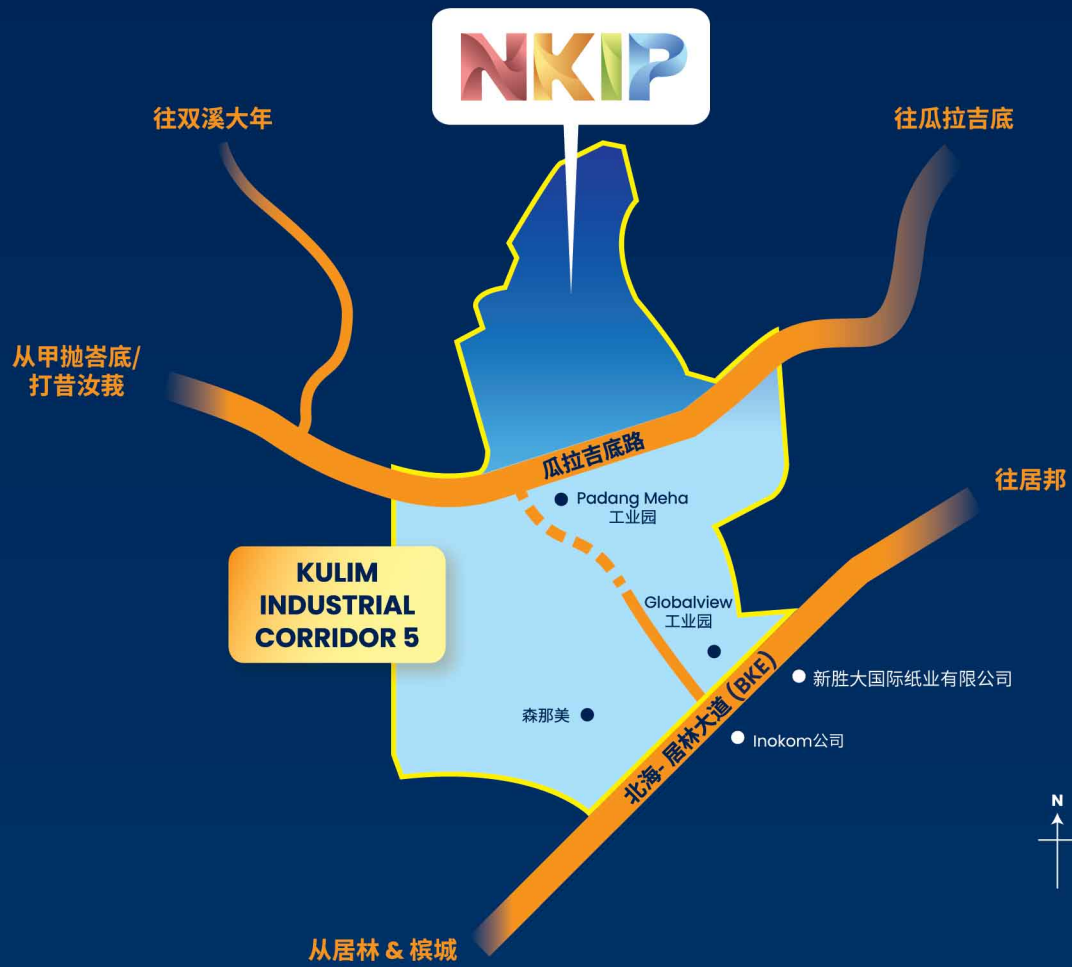 NKIP
往双溪大年
往瓜拉吉底
从甲抛峇底/
打昔汝莪
瓜拉吉底路
往居邦
Padang Meha
工业园
KULIM
INDUSTRIAL
CORRIDOR 5
Globalview
工业园
新胜大国际纸业有限公司
森那美
Inokom公司
北海- 居林大道 (BKE)
N
从居林 & 槟城